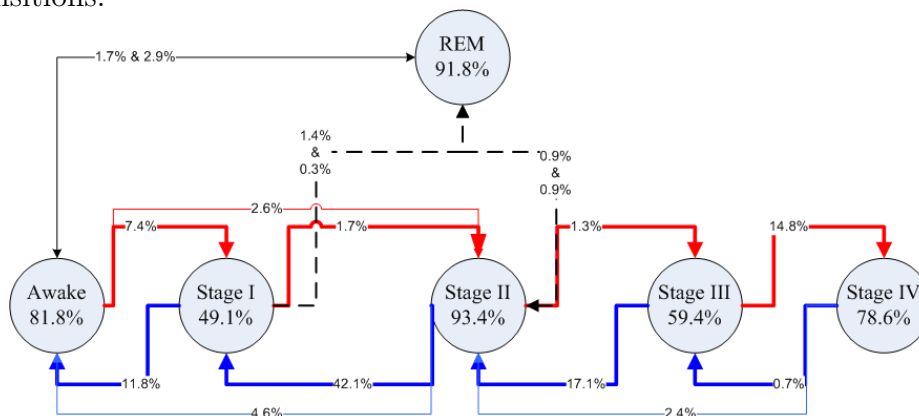 nsitions.
REM
91.8%
1.7% & 2.9%
1.4%
&
0.3%
0.9%
&
0.9%
2.6%
7.4%
1.7%
1.3%
14.8%
Awake
81.8%
Stage I
49.1%
Stage II
93.4%
Stage III
59.4%
Stage IV
78.6%
11.8%
42.1%
17.1%
0.7%
4.6%
2.4%